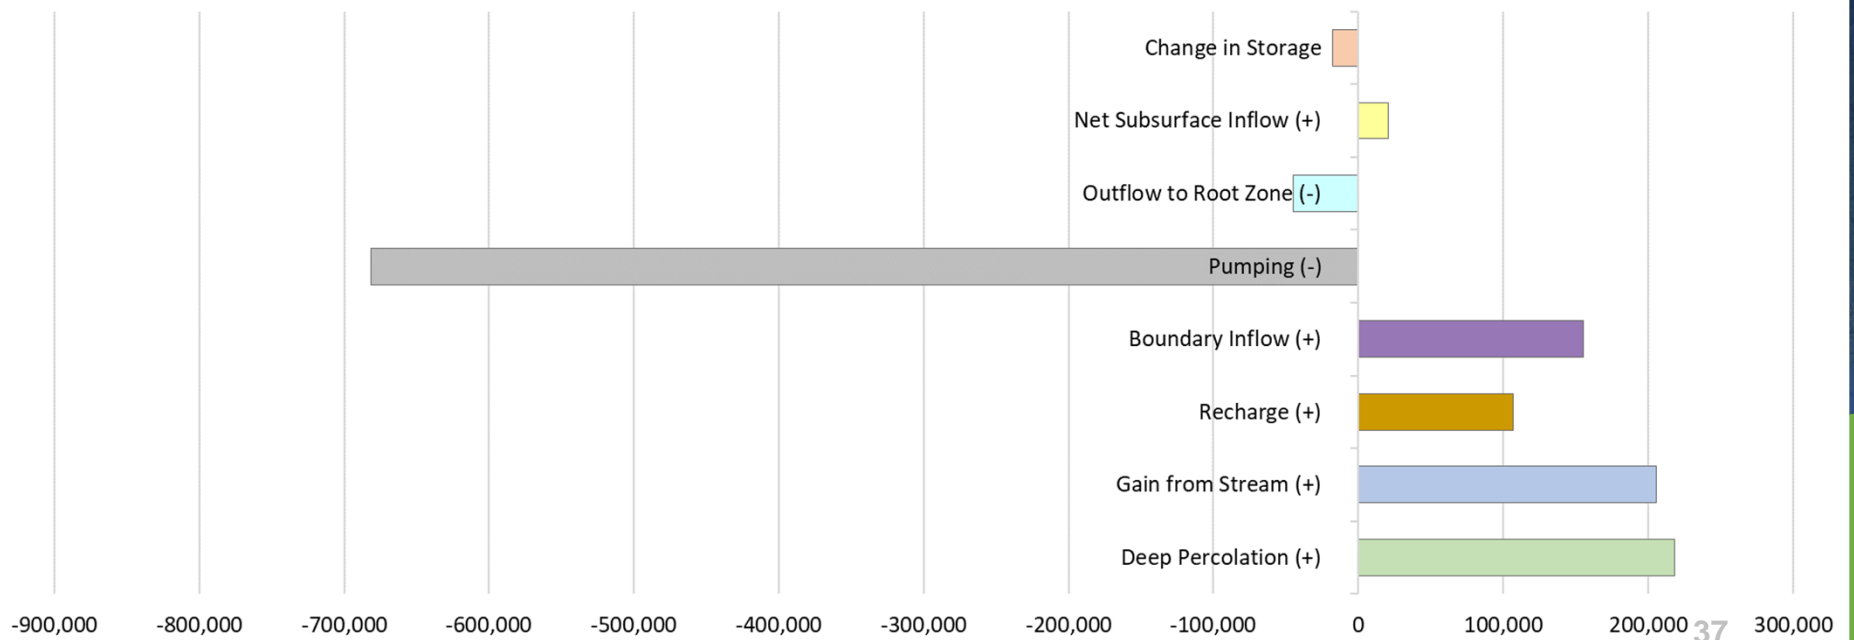 Change in Storage
Net Subsurface Inflow (+)
Outflow to Root Zone (-)
Pumping (-)
Boundary Inflow (+)
Recharge (+)
Gain from Stream (+)
Deep Percolation (+)
-900,000 -800,000 -700,000 -600,000 -500,000 -400,000 -300,000 -200,000 -100,000 0 100,000 200,000 300,000
37